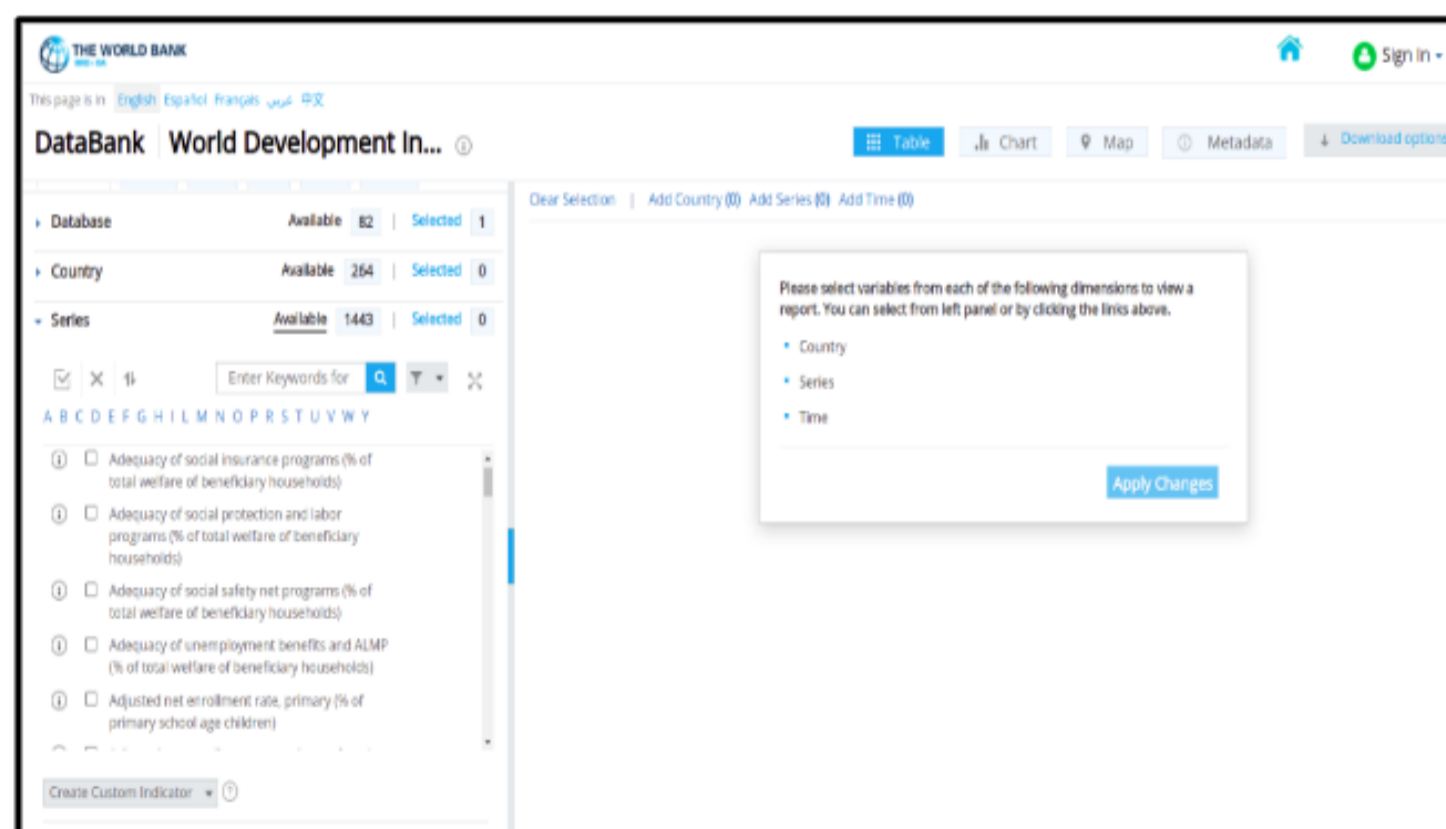 THE WORLD BANK
This page is in English Español Français عربي 中文
DataBank World Development In...
Table Chart Map Metadata Download options
Sign In
Clear Selection | Add Country (0) Add Series (0) Add Time (0)
Database Available 82 | Selected 1
Country Available 264 | Selected 0
Series Available 1443 | Selected 0
Enter Keywords for
A B C D E F G H I L M N O P R S T U V W Y
Adequacy of social insurance programs (% of
total welfare of beneficiary households)
Adequacy of social protection and labor
programs (% of total welfare of beneficiary
households)
Adequacy of social safety net programs (% of
total welfare of beneficiary households)
Adequacy of unemployment benefits and ALMP
(% of total welfare of beneficiary households)
Adjusted net enrollment rate, primary (% of
primary school age children)
Create Custom Indicator
Please select variables from each of the following dimensions to view a
report. You can select from left panel or by clicking the links above.
Country
Series
Time
Apply Changes